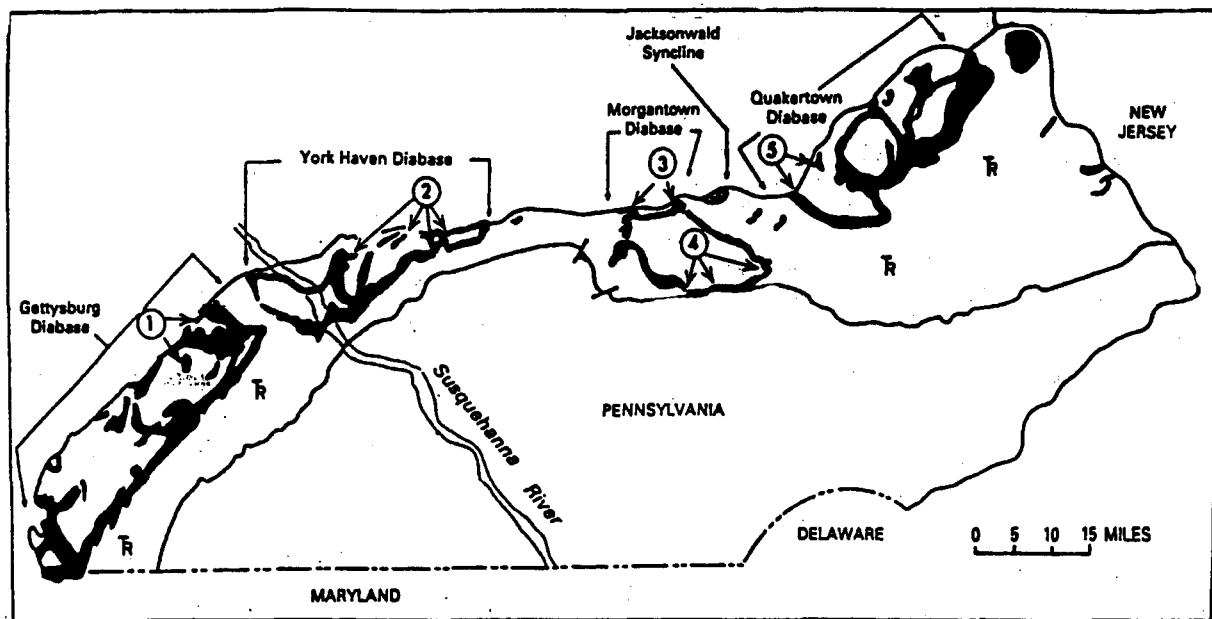 Jacksonwald
Syncline
Quakertown
Diabase
NEW
JERSEY
Morgantown
Diabase
York Haven Diabase
5
3
2
TR
4
TR
Gettysburg
Diabase
1
TR
Susquehanna
River
PENNSYLVANIA
TR
DELAWARE
0 5 10 15 MILES
MARYLAND